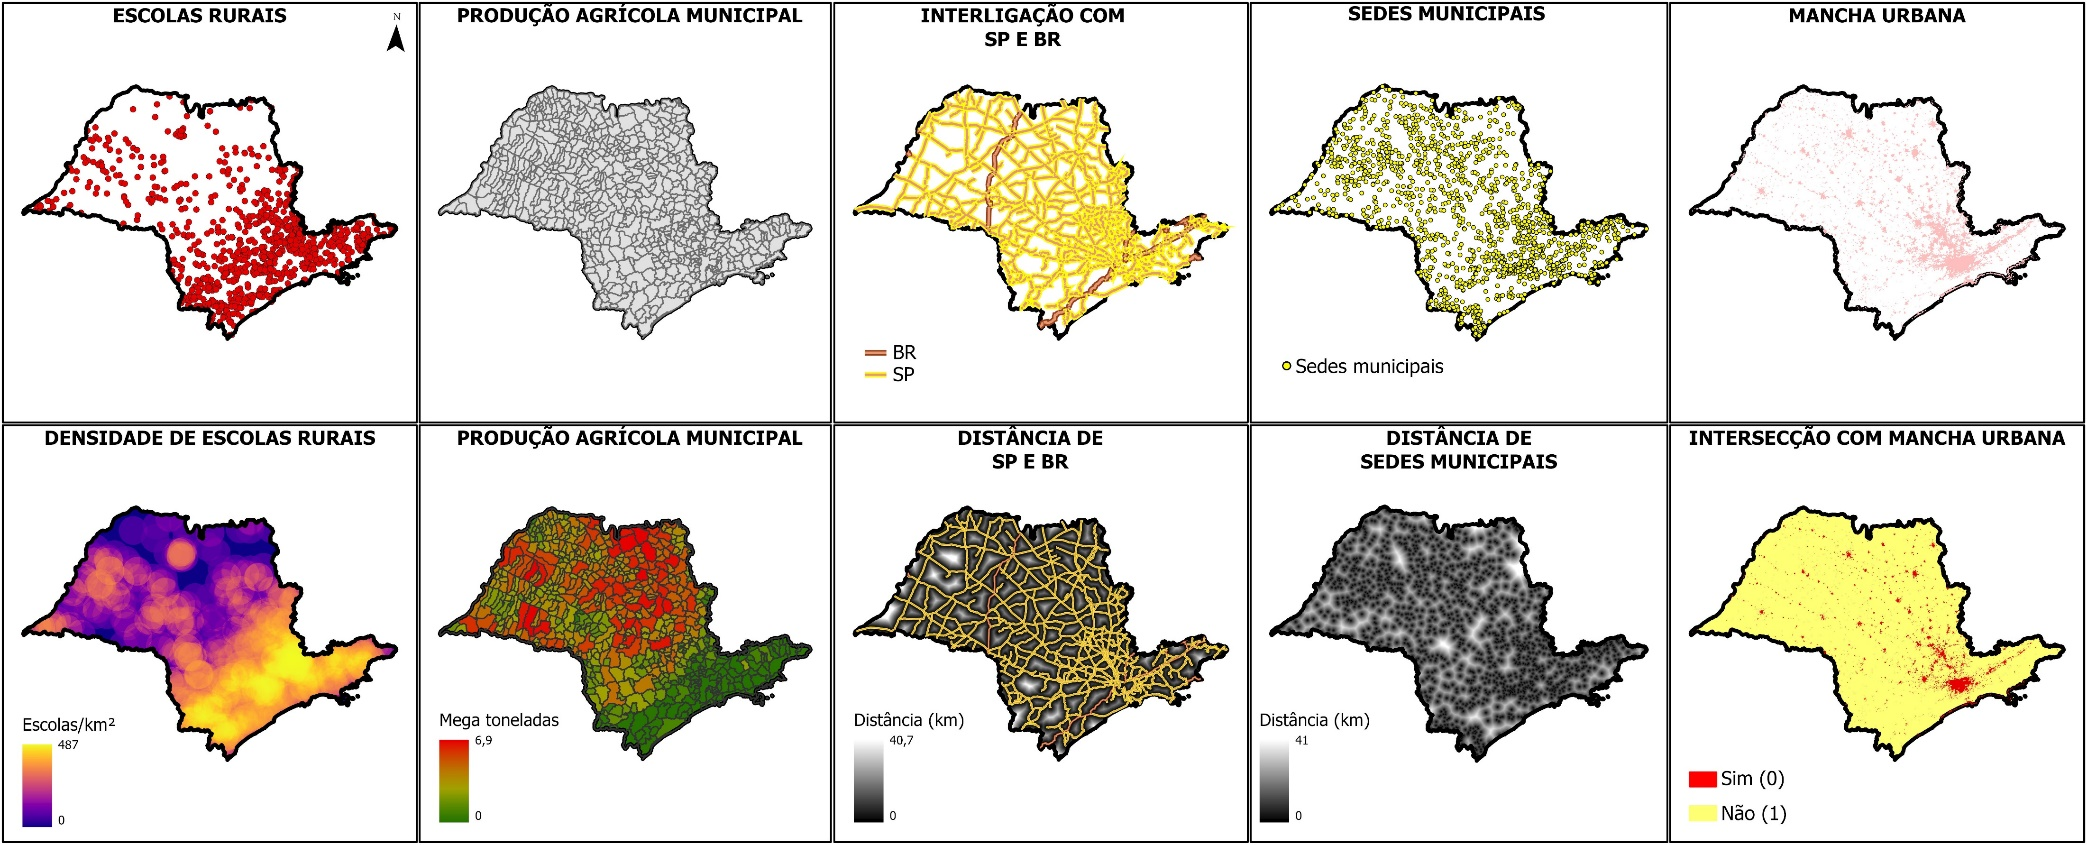 ESCOLAS RURAIS
N
PRODUÇÃO AGRÍCOLA MUNICIPAL
INTERLIGAÇÃO COM
SP E BR
BR
SP
SEDES MUNICIPAIS
Sedes municipais
MANCHA URBANA
DENSIDADE DE ESCOLAS RURAIS
Escolas/km²
487
0
PRODUÇÃO AGRÍCOLA MUNICIPAL
Mega toneladas
6,9
0
DISTÂNCIA DE
SP E BR
Distância (km)
40,7
0
DISTÂNCIA DE
SEDES MUNICIPAIS
Distância (km)
41
0
INTERSECÇÃO COM MANCHA URBANA
Sim (0)
Não (1)